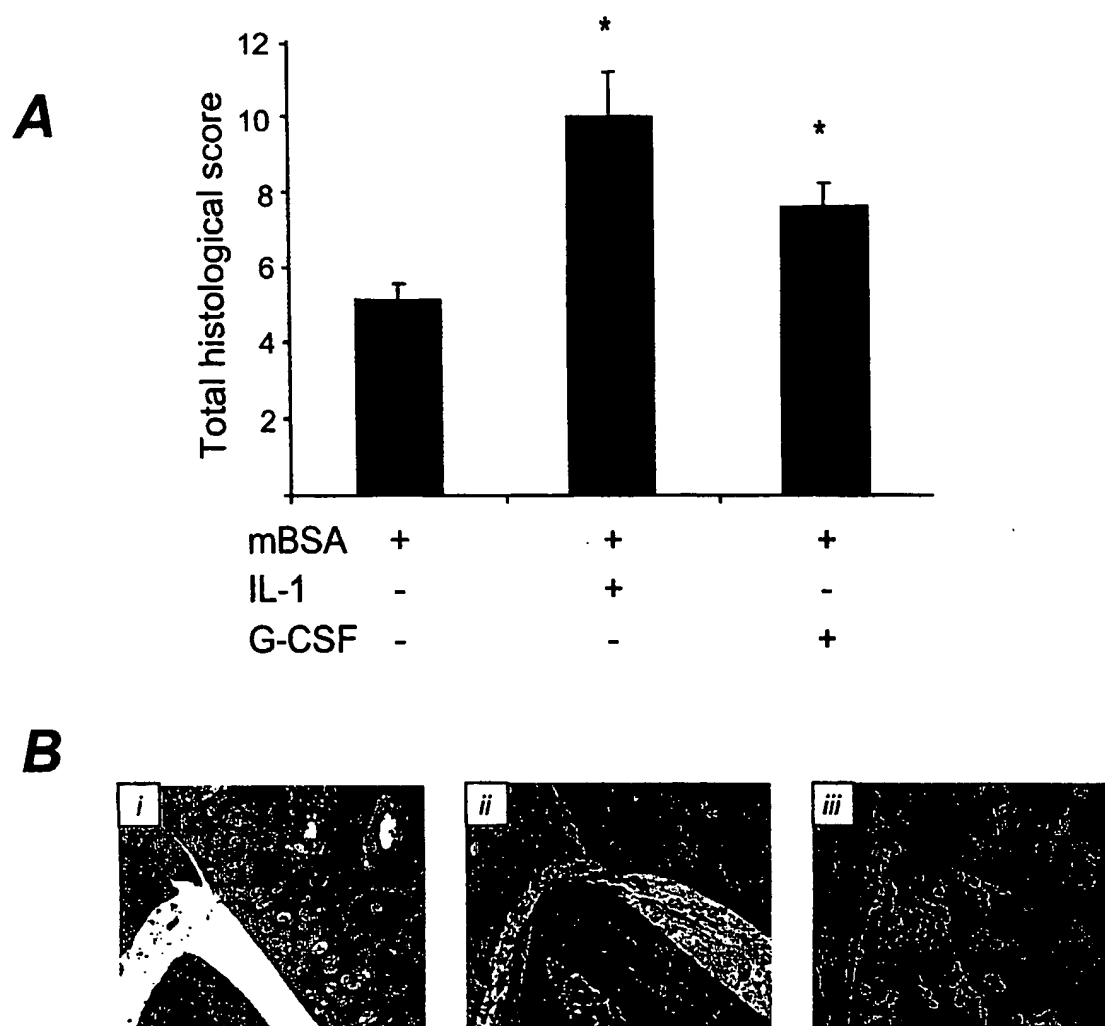 A
Total histological score
12
10
8
6
4
2
*
*
mBSA + + +
IL-1 - + -
G-CSF - - +
B
i ii iii